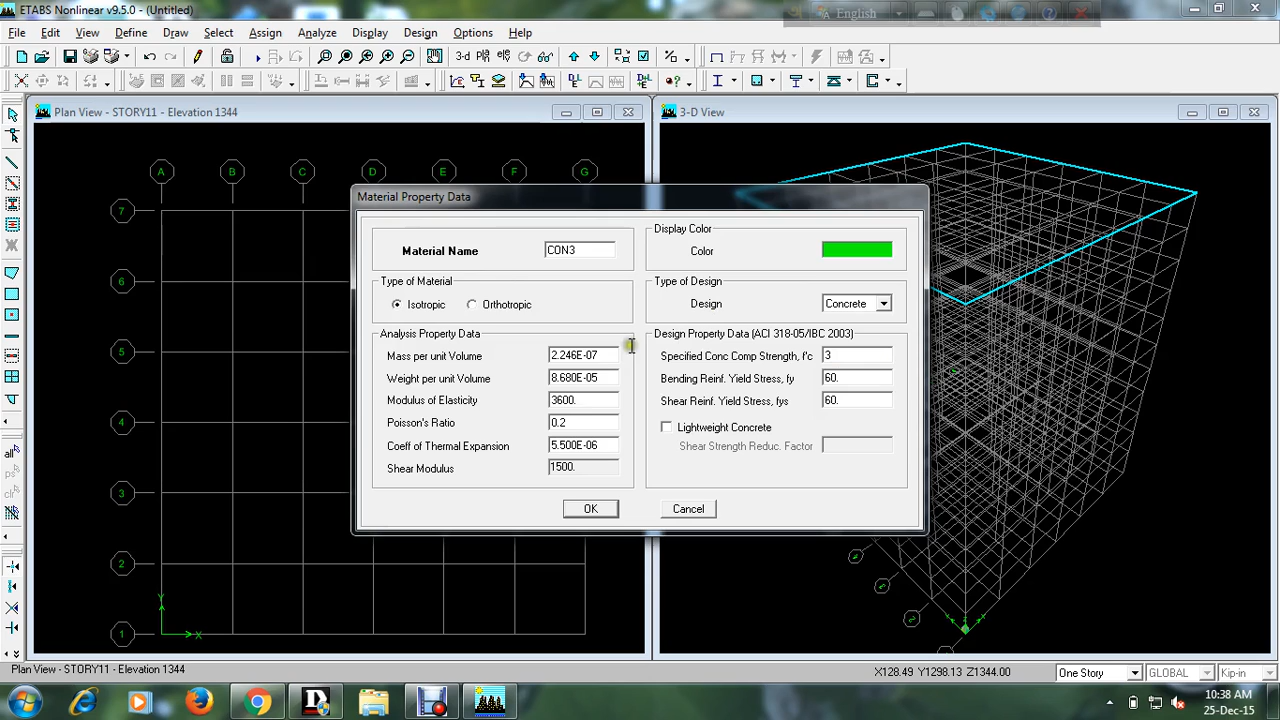 ETABS Nonlinear v9.5.0 - (Untitled)
English
File Edit View Define Draw Select Assign Analyze Display Design Options Help
3-d
Plan View - STORY11 - Elevation 1344
3-D View
A B C D E F G
7
6
5
4
3
2
1
Y
X
Material Property Data
Material Name CON3
Display Color
Color
Type of Material
Isotropic Orthotropic
Type of Design
Design Concrete
Analysis Property Data
Mass per unit Volume 2.246E-07
Weight per unit Volume 8.680E-05
Modulus of Elasticity 3600.
Poisson's Ratio 0.2
Coeff of Thermal Expansion 5.500E-06
Shear Modulus 1500.
Design Property Data (ACI 318-05/IBC 2003)
Specified Conc Comp Strength, f'c 3
Bending Reinf. Yield Stress, fy 60.
Shear Reinf. Yield Stress, fys 60.
Lightweight Concrete
Shear Strength Reduc. Factor
OK Cancel
all
ps
clr
Plan View - STORY11 - Elevation 1344
X128.49 Y1298.13 Z1344.00 One Story GLOBAL Kip-in
10:38 AM
25-Dec-15